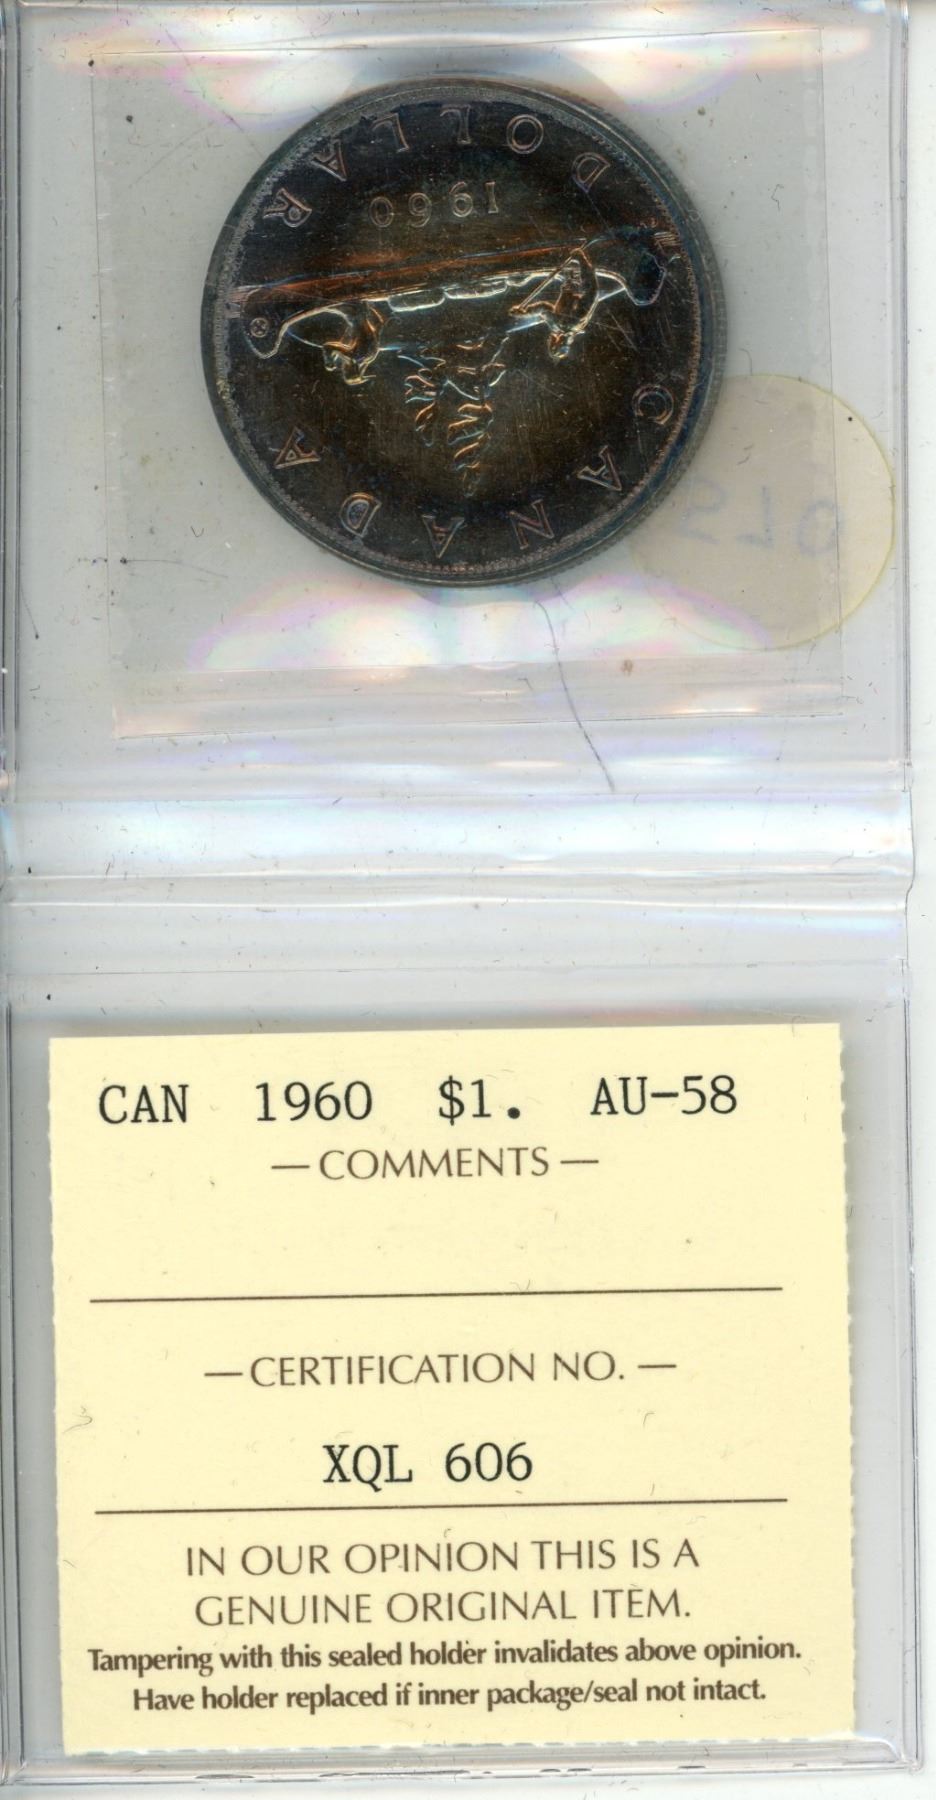 CANADA
1960
DOLLAR
CAN 1960 $1. AU-58
— COMMENTS —
— CERTIFICATION NO. —
XQL 606
IN OUR OPINION THIS IS A
GENUINE ORIGINAL ITEM.
Tampering with this sealed holder invalidates above opinion.
Have holder replaced if inner package/seal not intact.